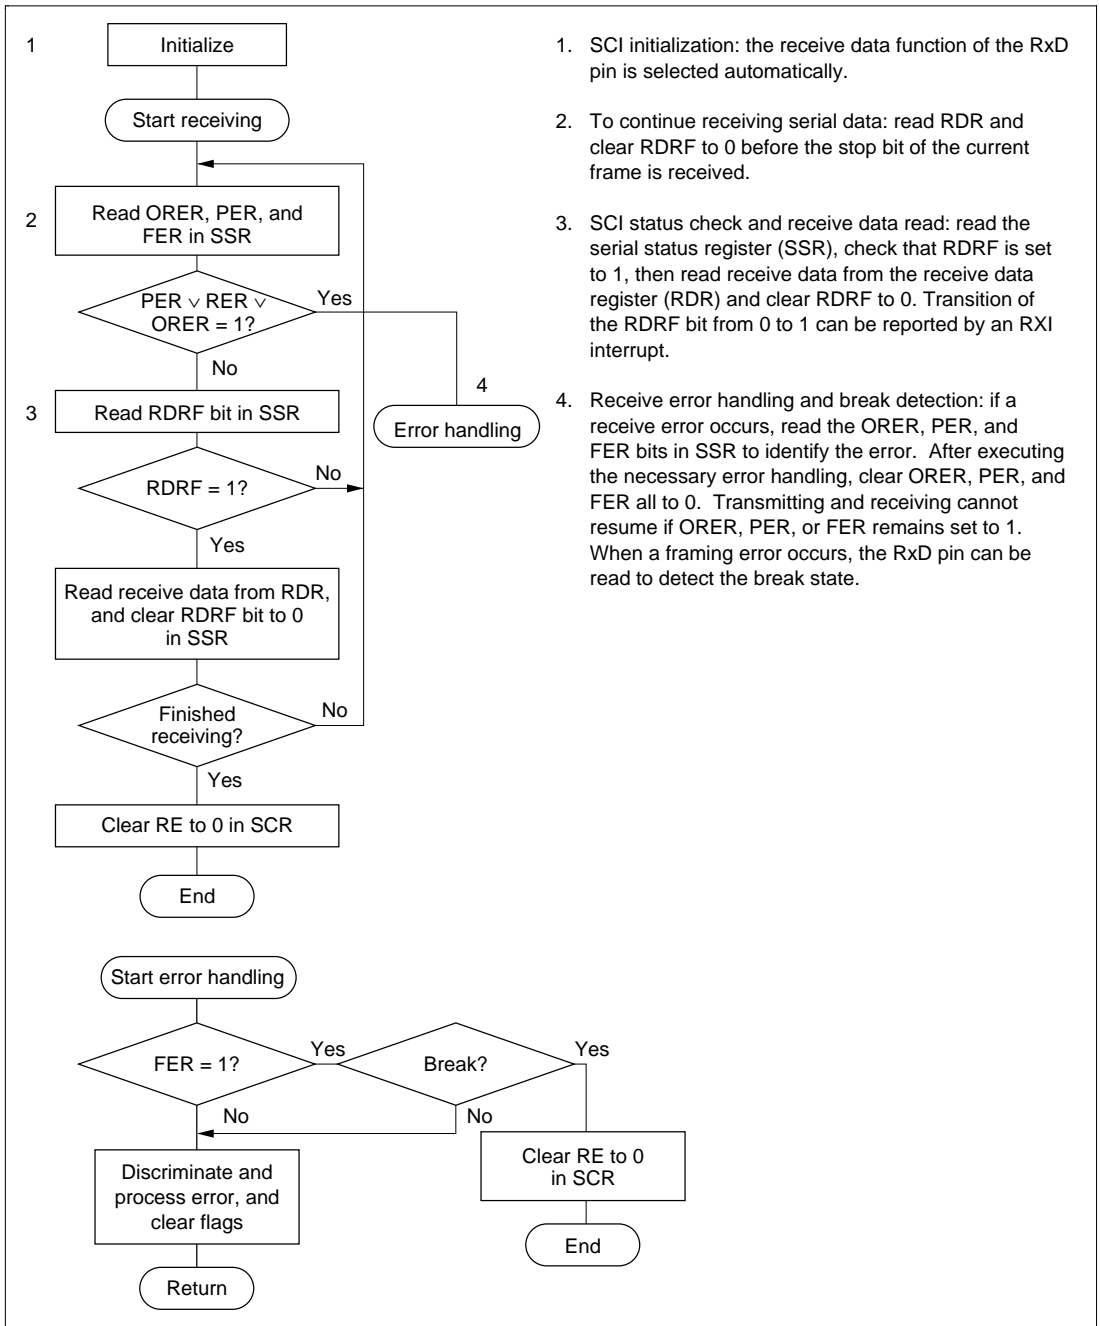 1
Initialize
Start receiving
2
Read ORER, PER, and
FER in SSR
PER ∨ RER ∨
ORER = 1?
Yes
No
4
Error handling
3
Read RDRF bit in SSR
RDRF = 1?
No
Yes
Read receive data from RDR,
and clear RDRF bit to 0
in SSR
Finished
receiving?
No
Yes
Clear RE to 0 in SCR
End
1. SCI initialization: the receive data function of the RxD
pin is selected automatically.
2. To continue receiving serial data: read RDR and
clear RDRF to 0 before the stop bit of the current
frame is received.
3. SCI status check and receive data read: read the
serial status register (SSR), check that RDRF is set
to 1, then read receive data from the receive data
register (RDR) and clear RDRF to 0. Transition of
the RDRF bit from 0 to 1 can be reported by an RXI
interrupt.
4. Receive error handling and break detection: if a
receive error occurs, read the ORER, PER, and
FER bits in SSR to identify the error. After executing
the necessary error handling, clear ORER, PER, and
FER all to 0. Transmitting and receiving cannot
resume if ORER, PER, or FER remains set to 1.
When a framing error occurs, the RxD pin can be
read to detect the break state.
Start error handling
FER = 1?
Yes
Break?
Yes
No
No
Discriminate and
process error, and
clear flags
Clear RE to 0
in SCR
End
Return